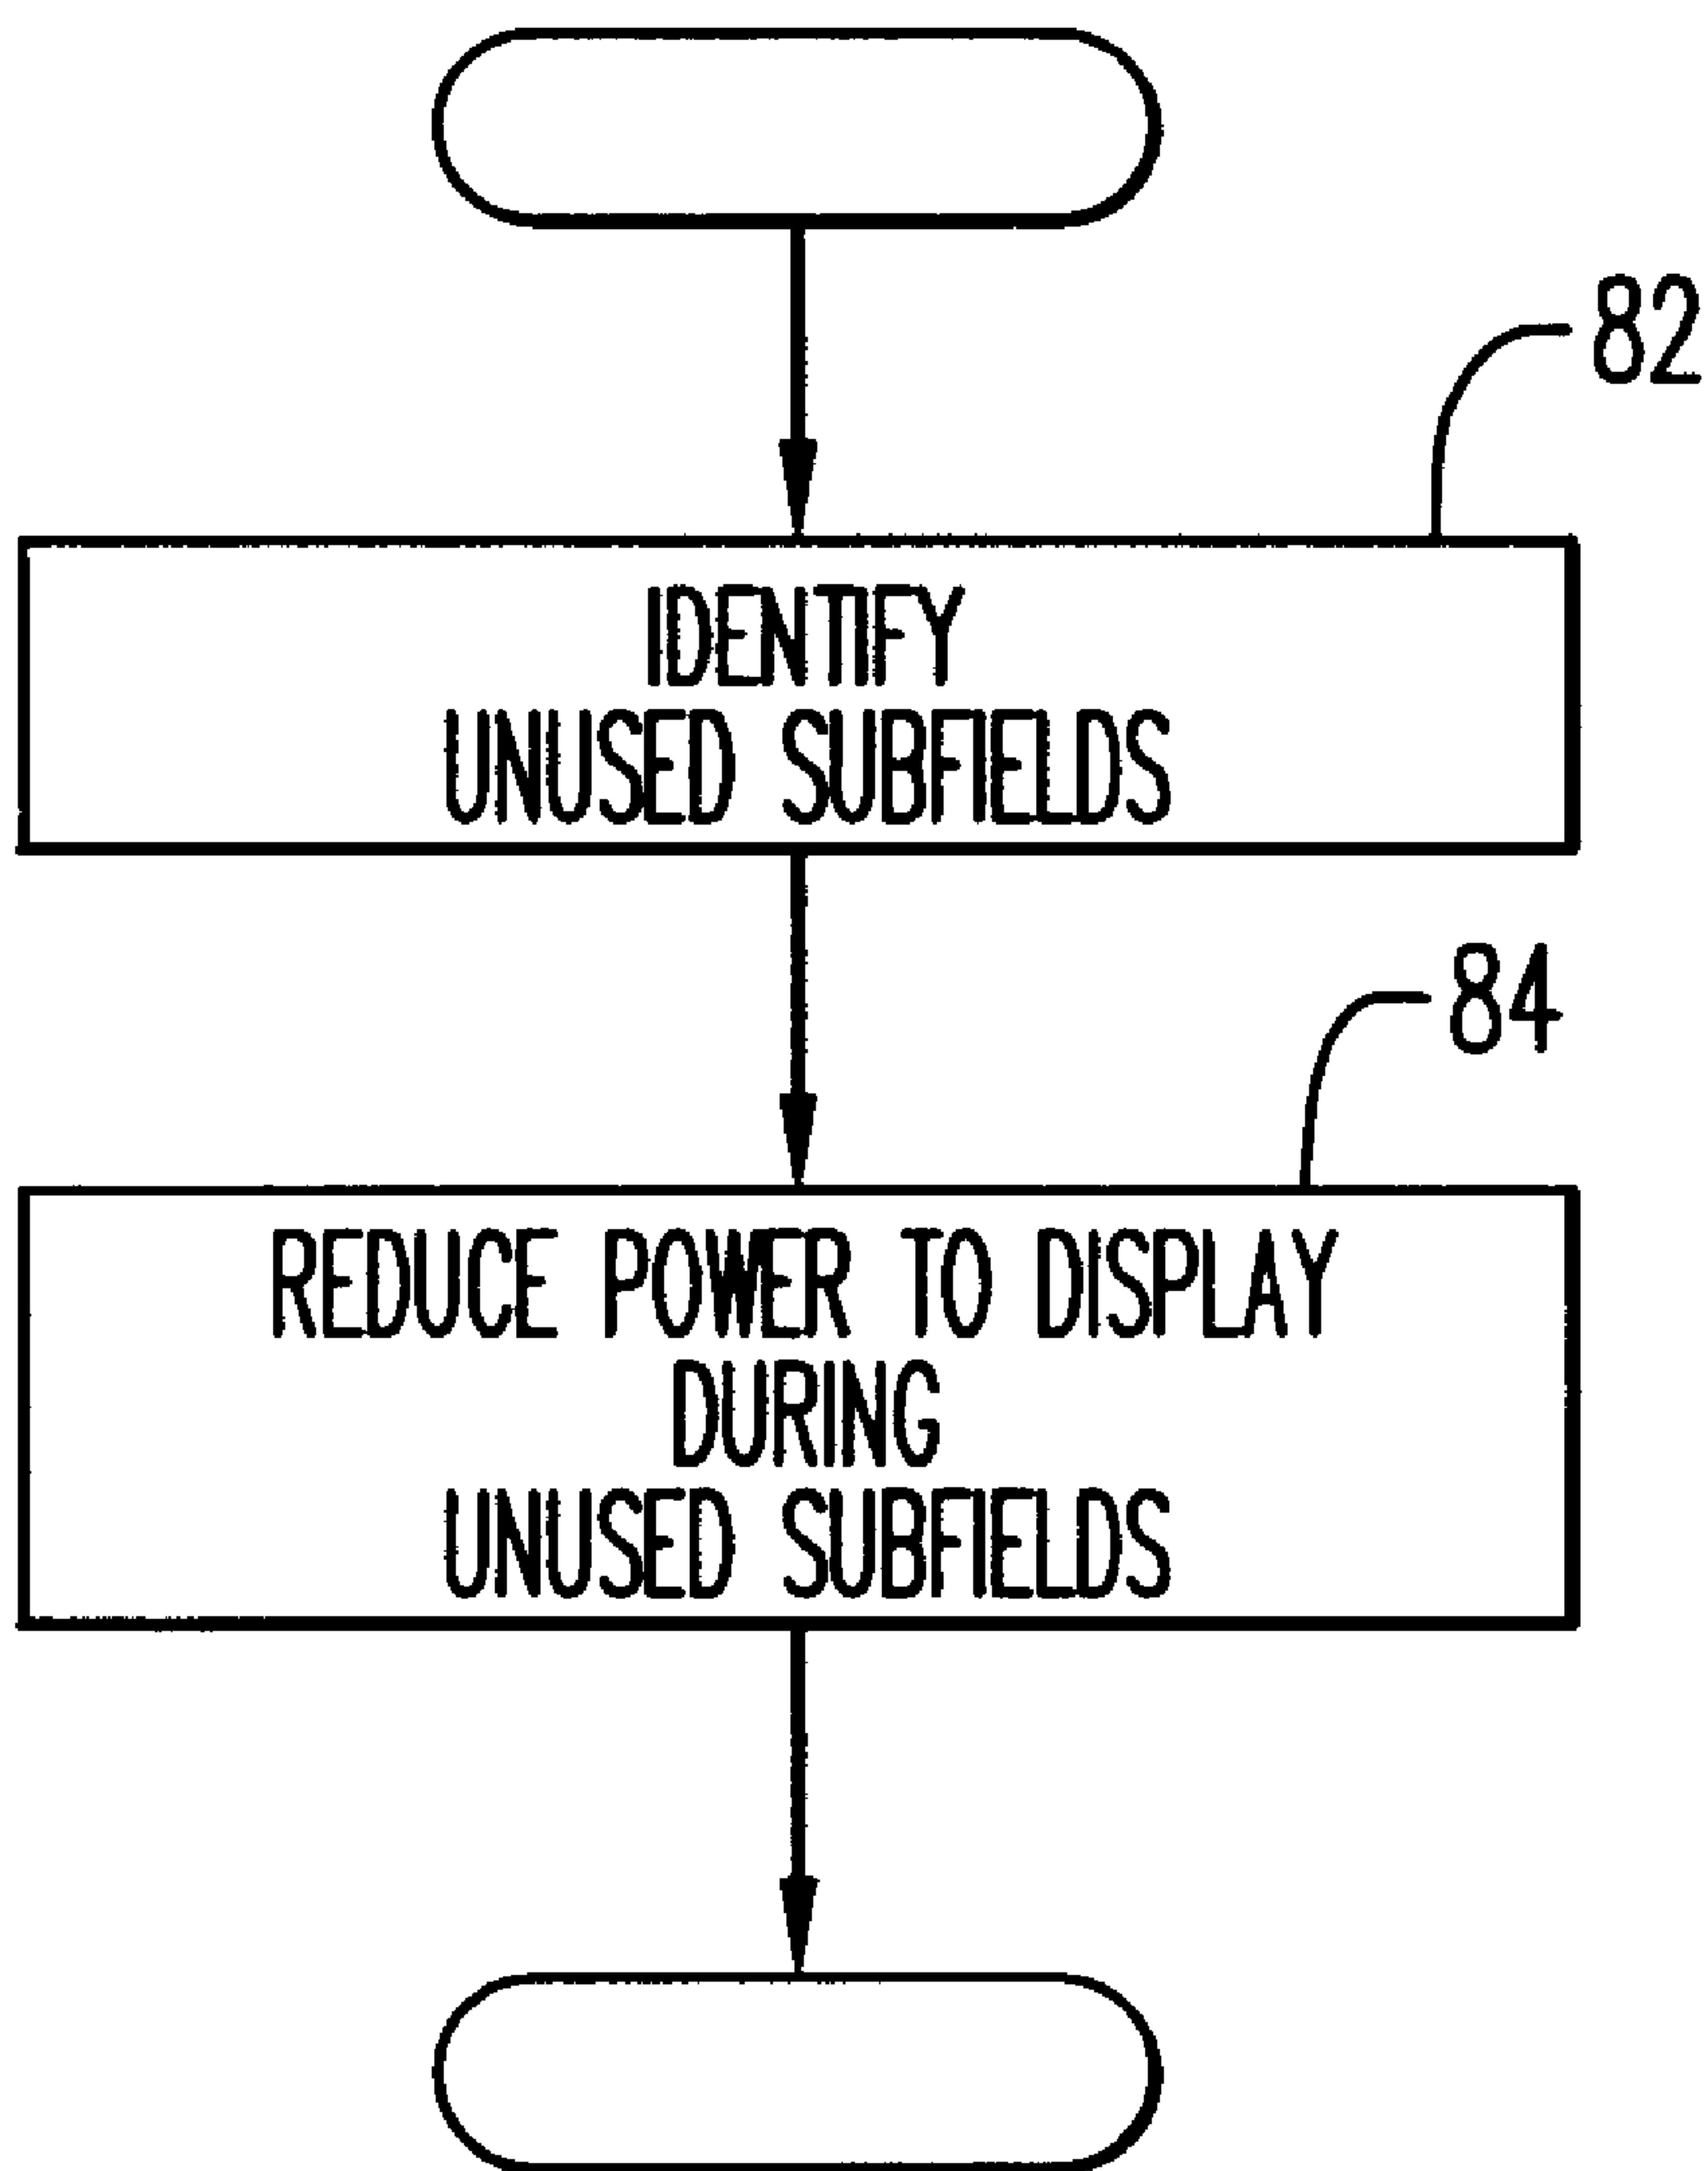 82
IDENTIFY
UNUSED SUBFIELDS
84
REDUCE POWER TO DISPLAY
DURING
UNUSED SUBFIELDS